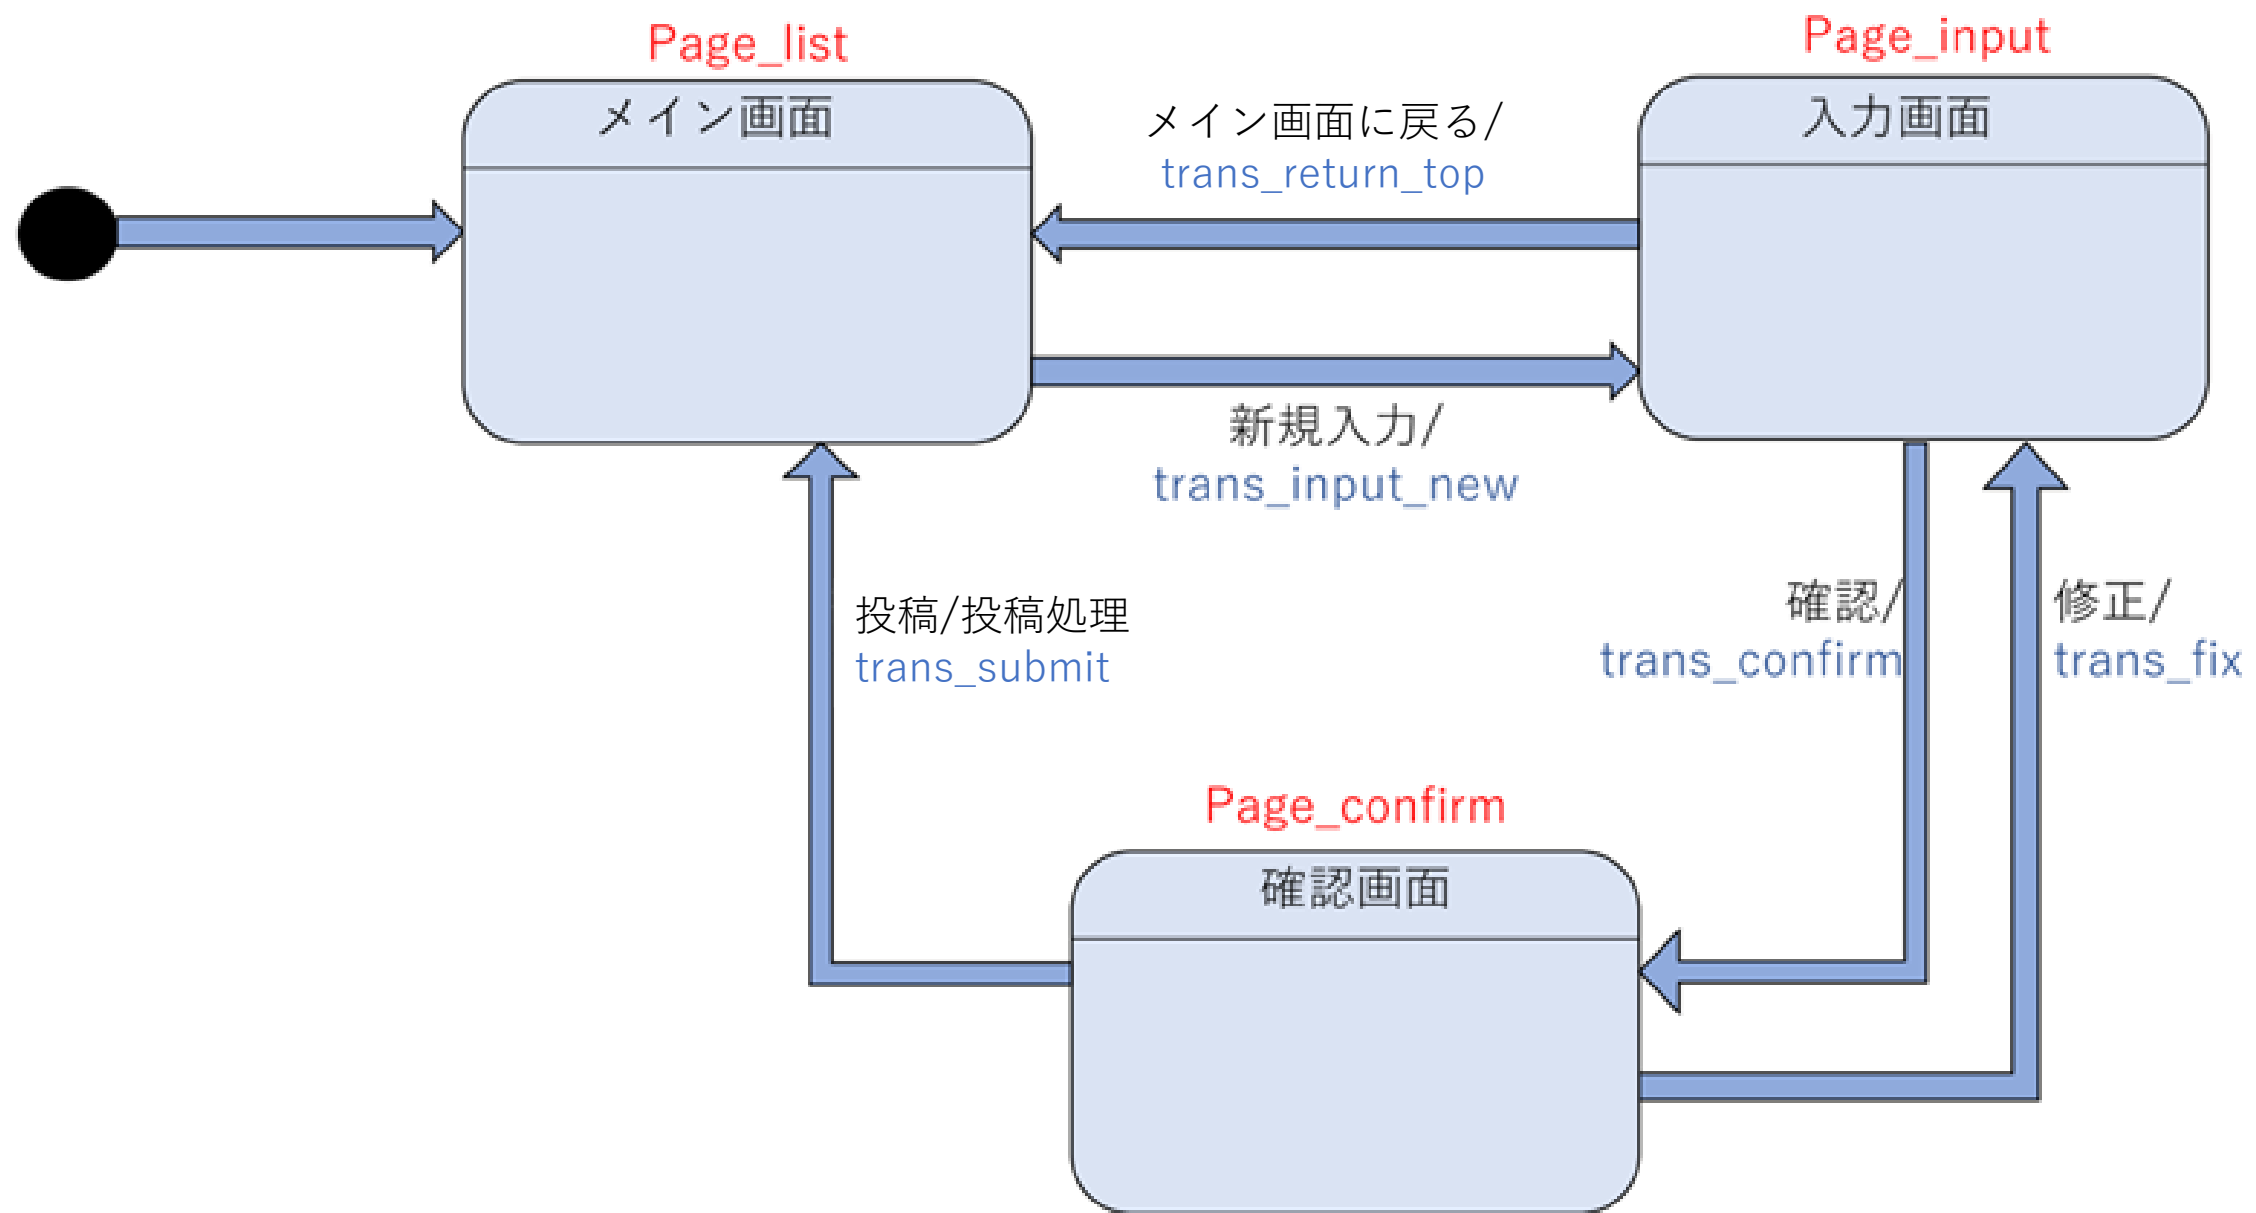 Page_list
メイン画面
メイン画面に戻る/
trans_return_top
Page_input
入力画面
新規入力/
trans_input_new
投稿/投稿処理
trans_submit
確認/
trans_confirm
修正/
trans_fix
Page_confirm
確認画面